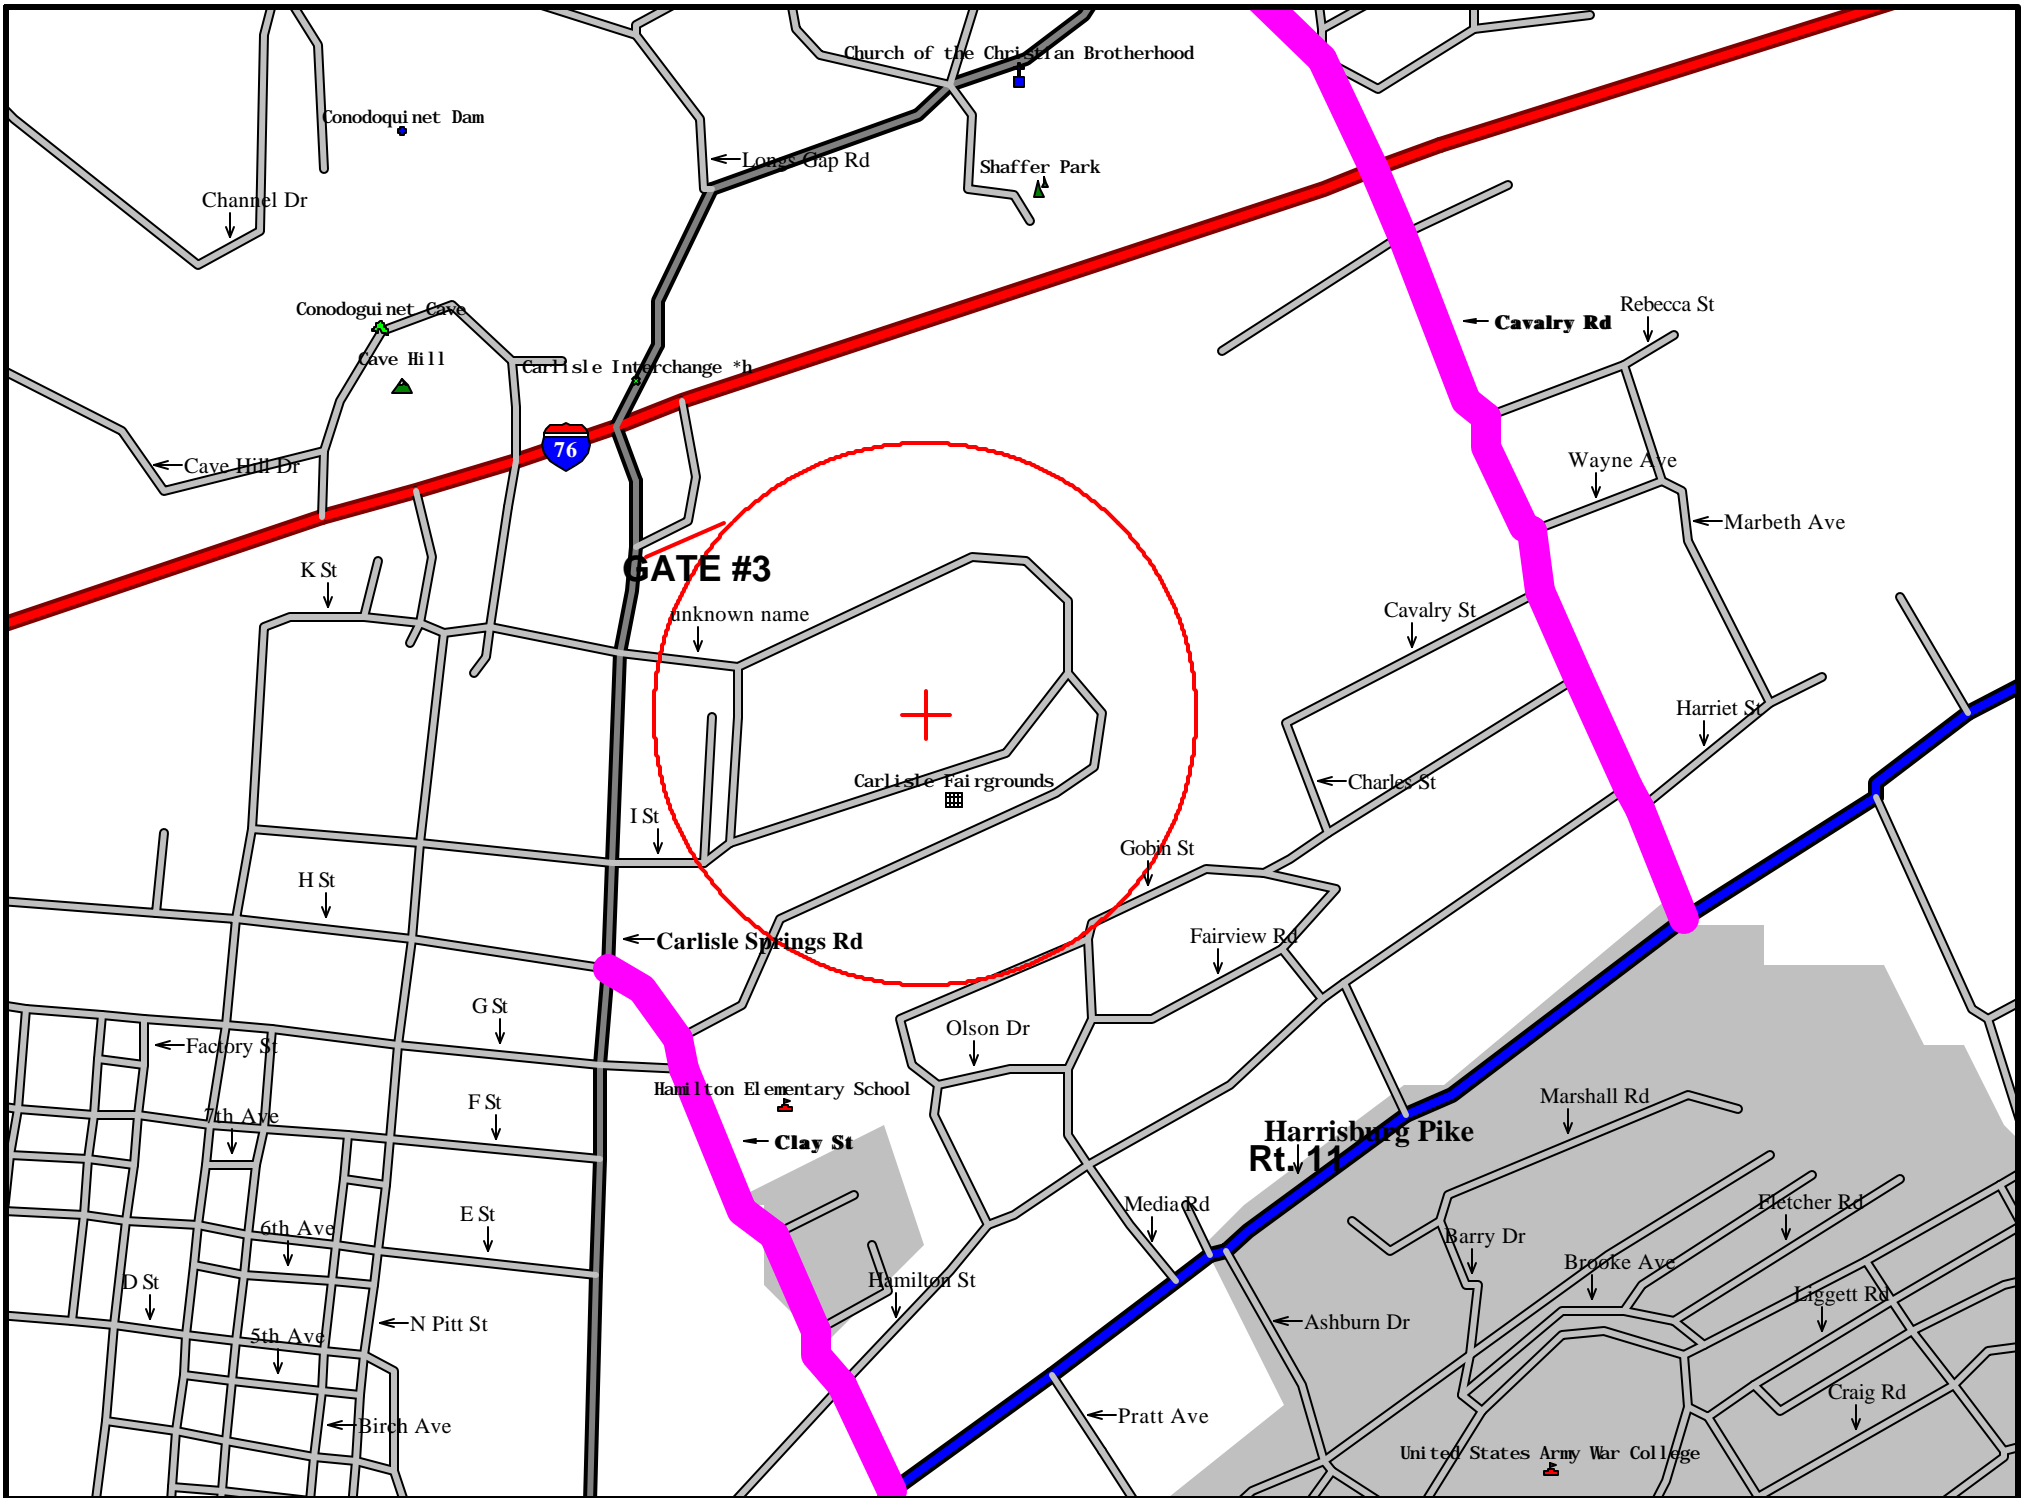 Church of the Christian Brotherhood
Conodoquinet Dam
Longs Gap Rd
Shaffer Park
Channel Dr
Conodoguinet Cave
Rebecca St
Cavalry Rd
Cave Hill
Carlisle Interchange *h
76
Cave Hill Dr
Wayne Ave
Marbeth Ave
K St
GATE #3
unknown name
Cavalry St
Harriet St
Carlisle Fairgrounds
Charles St
I St
Gobin St
H St
Carlisle Springs Rd
Fairview Rd
G St
Olson Dr
Factory St
Hamilton Elementary School
Marshall Rd
F St
7th Ave
Harrisburg Pike
Clay St
Rt. 11
Media Rd
Fletcher Rd
E St
6th Ave
Barry Dr
Brooke Ave
D St
Hamilton St
Liggett Rd
N Pitt St
Ashburn Dr
5th Ave
Craig Rd
Pratt Ave
Birch Ave
United States Army War College